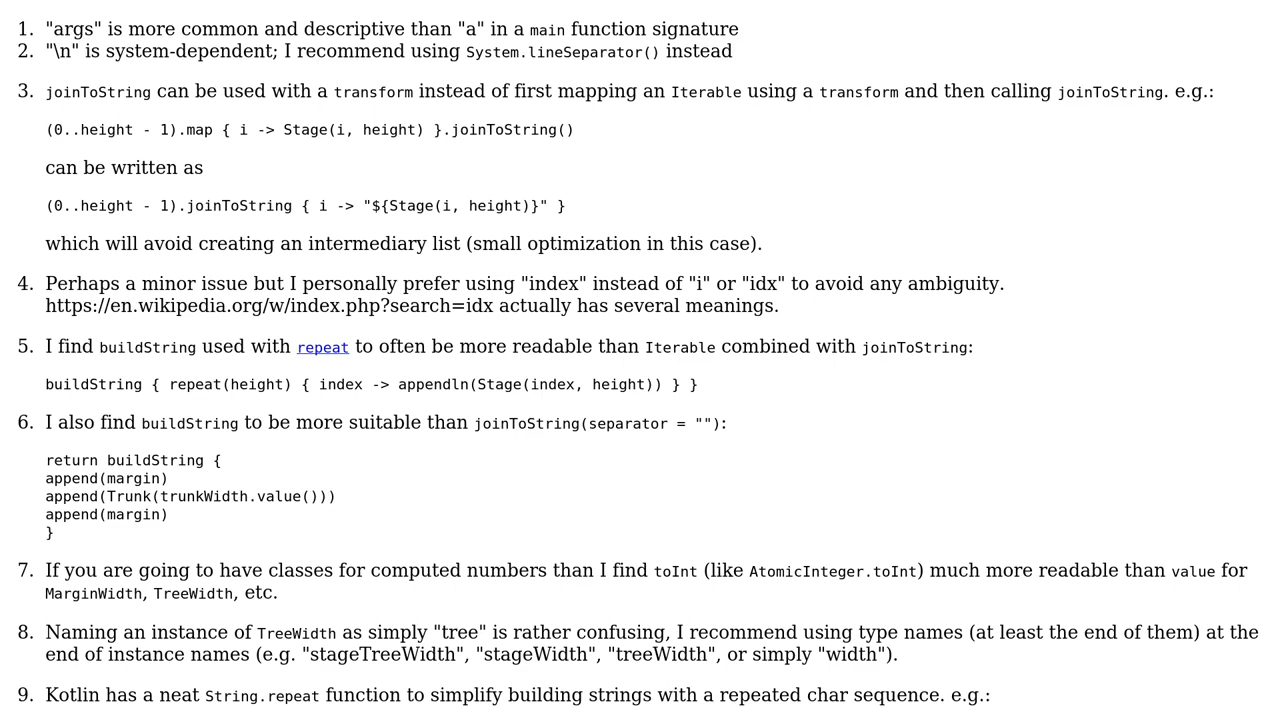 1. "args" is more common and descriptive than "a" in a main function signature
2. "\n" is system-dependent; I recommend using System.lineSeparator() instead
3. joinToString can be used with a transform instead of first mapping an Iterable using a transform and then calling joinToString. e.g.:
(0..height - 1).map { i -> Stage(i, height) }.joinToString()
can be written as
(0..height - 1).joinToString { i -> "${Stage(i, height)}" }
which will avoid creating an intermediary list (small optimization in this case).
4. Perhaps a minor issue but I personally prefer using "index" instead of "i" or "idx" to avoid any ambiguity.
https://en.wikipedia.org/w/index.php?search=idx actually has several meanings.
5. I find buildString used with repeat to often be more readable than Iterable combined with joinToString:
buildString { repeat(height) { index -> appendln(Stage(index, height)) } }
6. I also find buildString to be more suitable than joinToString(separator = ""):
return buildString {
append(margin)
append(Trunk(trunkWidth.value()))
append(margin)
}
7. If you are going to have classes for computed numbers than I find toInt (like AtomicInteger.toInt) much more readable than value for
MarginWidth, TreeWidth, etc.
8. Naming an instance of TreeWidth as simply "tree" is rather confusing, I recommend using type names (at least the end of them) at the
end of instance names (e.g. "stageTreeWidth", "stageWidth", "treeWidth", or simply "width").
9. Kotlin has a neat String.repeat function to simplify building strings with a repeated char sequence. e.g.: